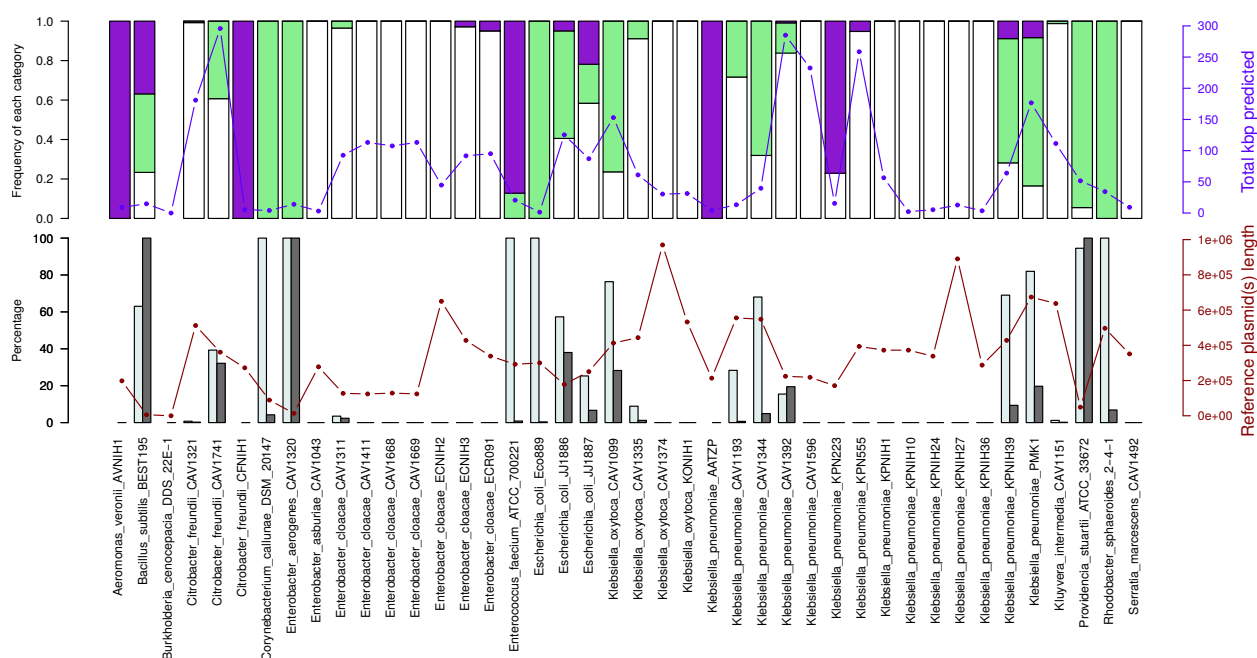 Frequency of each category
1.0
0.8
0.6
0.4
0.2
0.0
Total kbp predicted
300
250
200
150
100
50
0
Percentage
100
80
60
40
20
0
Reference plasmid(s) length
1e+06
8e+05
6e+05
4e+05
2e+05
0e+00
Aeromonas_veronii_AVNIH1
Bacillus_subtilis_BEST195
Burkholderia_cenocepacia_DDS_22E-1
Citrobacter_freundii_CAV1321
Citrobacter_freundii_CAV1741
Citrobacter_freundii_CFNIH1
Corynebacterium_callunae_DSM_20147
Enterobacter_aerogenes_CAV1320
Enterobacter_asburiae_CAV1043
Enterobacter_cloacae_CAV1311
Enterobacter_cloacae_CAV1411
Enterobacter_cloacae_CAV1668
Enterobacter_cloacae_CAV1669
Enterobacter_cloacae_ECNIH2
Enterobacter_cloacae_ECNIH3
Enterobacter_cloacae_ECR091
Enterococcus_faecium_ATCC_700221
Escherichia_coli_Eco889
Escherichia_coli_JJ1886
Escherichia_coli_JJ1887
Klebsiella_oxytoca_CAV1099
Klebsiella_oxytoca_CAV1335
Klebsiella_oxytoca_CAV1374
Klebsiella_oxytoca_KONIH1
Klebsiella_pneumoniae_AATZP
Klebsiella_pneumoniae_CAV1193
Klebsiella_pneumoniae_CAV1344
Klebsiella_pneumoniae_CAV1392
Klebsiella_pneumoniae_CAV1596
Klebsiella_pneumoniae_KPN223
Klebsiella_pneumoniae_KPN555
Klebsiella_pneumoniae_KPNIH1
Klebsiella_pneumoniae_KPNIH10
Klebsiella_pneumoniae_KPNIH24
Klebsiella_pneumoniae_KPNIH27
Klebsiella_pneumoniae_KPNIH36
Klebsiella_pneumoniae_KPNIH39
Klebsiella_pneumoniae_PMK1
Kluyvera_intermedia_CAV1151
Providencia_stuartii_ATCC_33672
Rhodobacter_sphaeroides_2-4-1
Serratia_marcescens_CAV1492